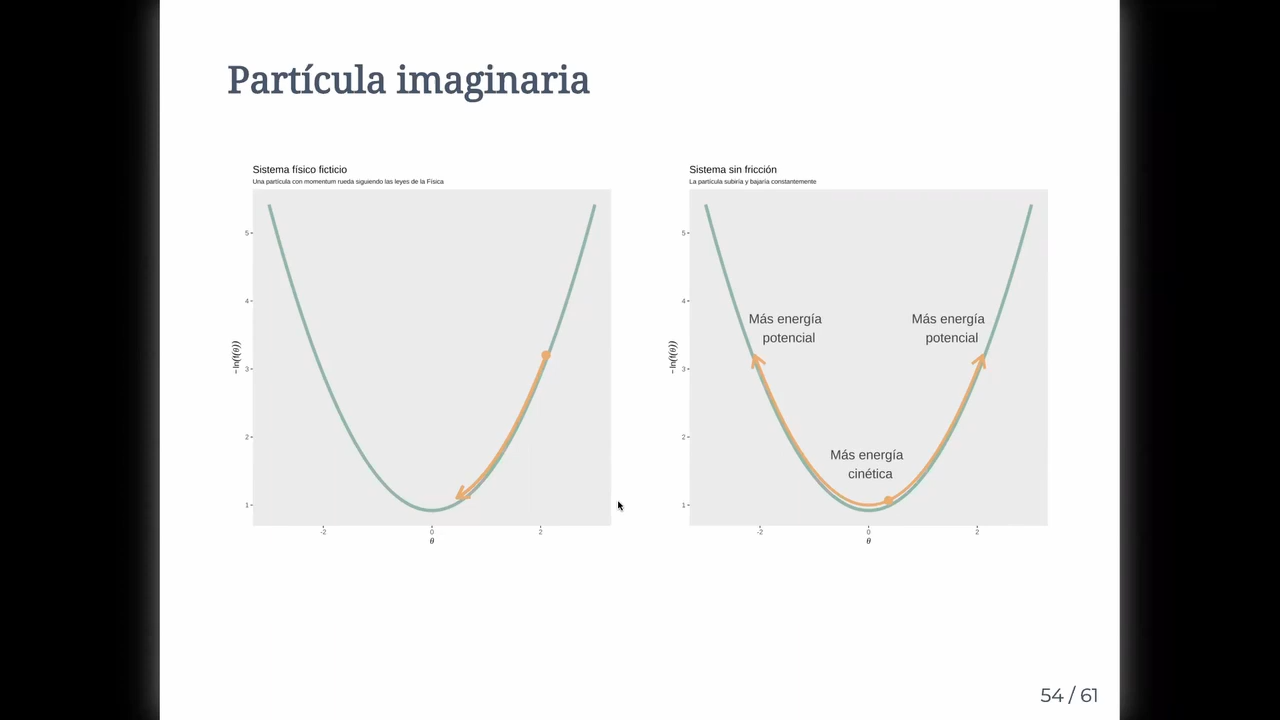 Partícula imaginaria
Sistema físico ficticio
Una partícula con momentum rueda siguiendo las leyes de la Física
5
4
3
2
1
-2
0
2
θ
−ln(f(θ))
Sistema sin fricción
La partícula subiría y bajaría constantemente
5
4
3
2
1
-2
0
2
θ
−ln(f(θ))
Más energía
potencial
Más energía
potencial
Más energía
cinética
54 / 61